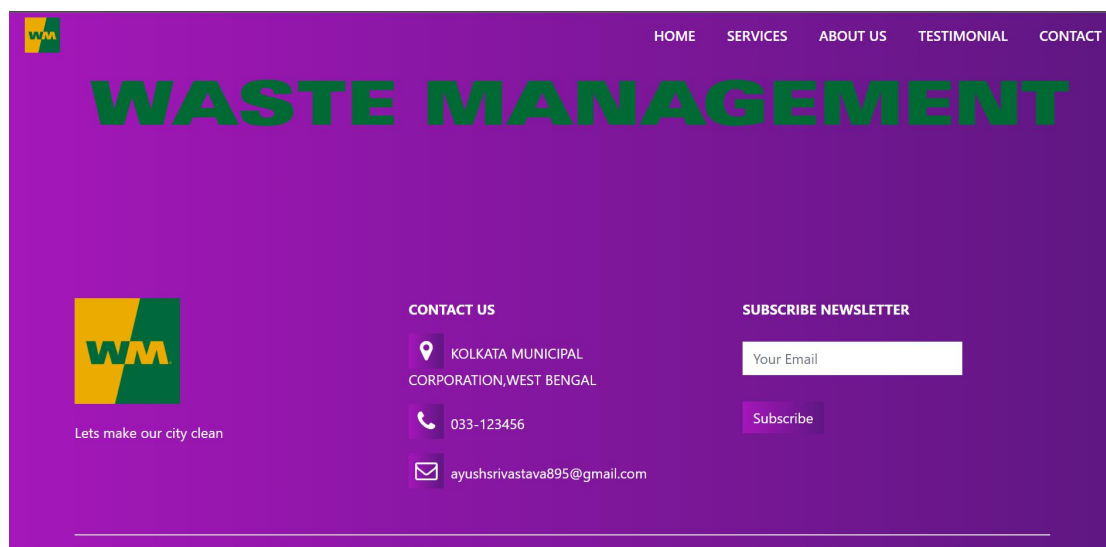 WM
HOME SERVICES ABOUT US TESTIMONIAL CONTACT
WASTE MANAGEMENT
WM
Lets make our city clean
CONTACT US
KOLKATA MUNICIPAL
CORPORATION,WEST BENGAL
033-123456
ayushsrivastava895@gmail.com
SUBSCRIBE NEWSLETTER
Your Email
Subscribe